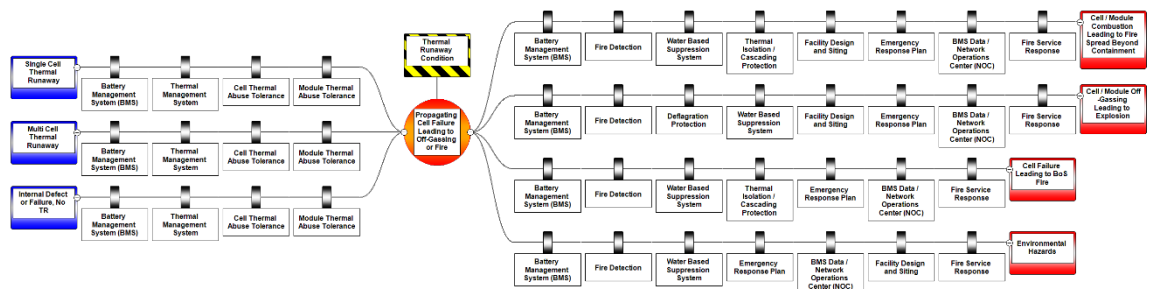 Thermal
Runaway
Condition
Propagating
Cell Failure
Leading to
Off-Gassing
or Fire
Single Cell
Thermal
Runaway
Battery
Management
System (BMS)
Thermal
Management
System
Cell Thermal
Abuse Tolerance
Module Thermal
Abuse Tolerance
Multi Cell
Thermal
Runaway
Battery
Management
System (BMS)
Thermal
Management
System
Cell Thermal
Abuse Tolerance
Module Thermal
Abuse Tolerance
Internal Defect
or Failure, No
TR
Battery
Management
System (BMS)
Thermal
Management
System
Cell Thermal
Abuse Tolerance
Module Thermal
Abuse Tolerance
Battery
Management
System (BMS)
Fire Detection
Water Based
Suppression
System
Thermal
Isolation /
Cascading
Protection
Facility Design
and Siting
Emergency
Response Plan
BMS Data /
Network
Operations
Center (NOC)
Fire Service
Response
Cell / Module
Combustion
Leading to Fire
Spread Beyond
Containment
Battery
Management
System (BMS)
Fire Detection
Deflagration
Protection
Water Based
Suppression
System
Facility Design
and Siting
Emergency
Response Plan
BMS Data /
Network
Operations
Center (NOC)
Fire Service
Response
Cell / Module Off
-Gassing
Leading to
Explosion
Battery
Management
System (BMS)
Fire Detection
Water Based
Suppression
System
Thermal
Isolation /
Cascading
Protection
Emergency
Response Plan
BMS Data /
Network
Operations
Center (NOC)
Fire Service
Response
Cell Failure
Leading to BoS
Fire
Battery
Management
System (BMS)
Fire Detection
Water Based
Suppression
System
Emergency
Response Plan
BMS Data /
Network
Operations
Center (NOC)
Facility Design
and Siting
Fire Service
Response
Environmental
Hazards